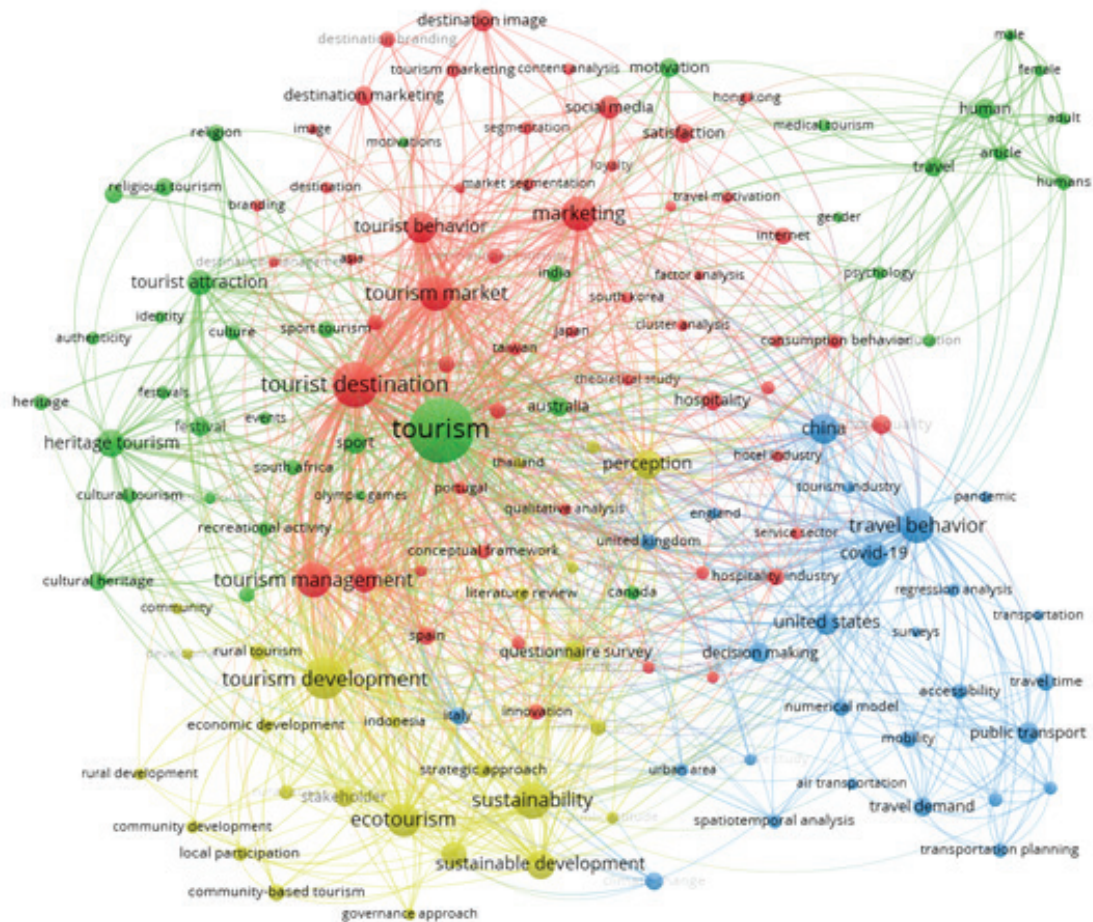 destination image
destination branding
male
tourism marketing
content analysis
motivation
female
destination marketing
social media
hong kong
human
adult
image
segmentation
satisfaction
medical tourism
religion
motivations
loyalty
travel
article
humans
religious tourism
destination
market segmentation
travel motivation
branding
marketing
gender
tourist behavior
internet
asia
tourist attraction
india
factor analysis
psychology
tourism market
south korea
identity
culture
sport tourism
japan
cluster analysis
authenticity
taiwan
consumption behavior
education
tourist destination
theoretical study
heritage
festivals
hospitality
events
australia
festival
tourism
china
heritage tourism
sport
thailand
perception
hotel industry
south africa
portugal
tourism industry
cultural tourism
olympic games
pandemic
qualitative analysis
england
recreational activity
united kingdom
service sector
travel behavior
conceptual framework
covid-19
cultural heritage
tourism management
hospitality industry
literature review
canada
regression analysis
community
transportation
united states
surveys
spain
rural tourism
questionnaire survey
decision making
tourism development
accessibility
travel time
numerical model
economic development
indonesia
italy
innovation
mobility
public transport
rural development
strategic approach
urban area
air transportation
stakeholder
sustainability
travel demand
ecotourism
spatiotemporal analysis
community development
local participation
sustainable development
transportation planning
community-based tourism
governance approach